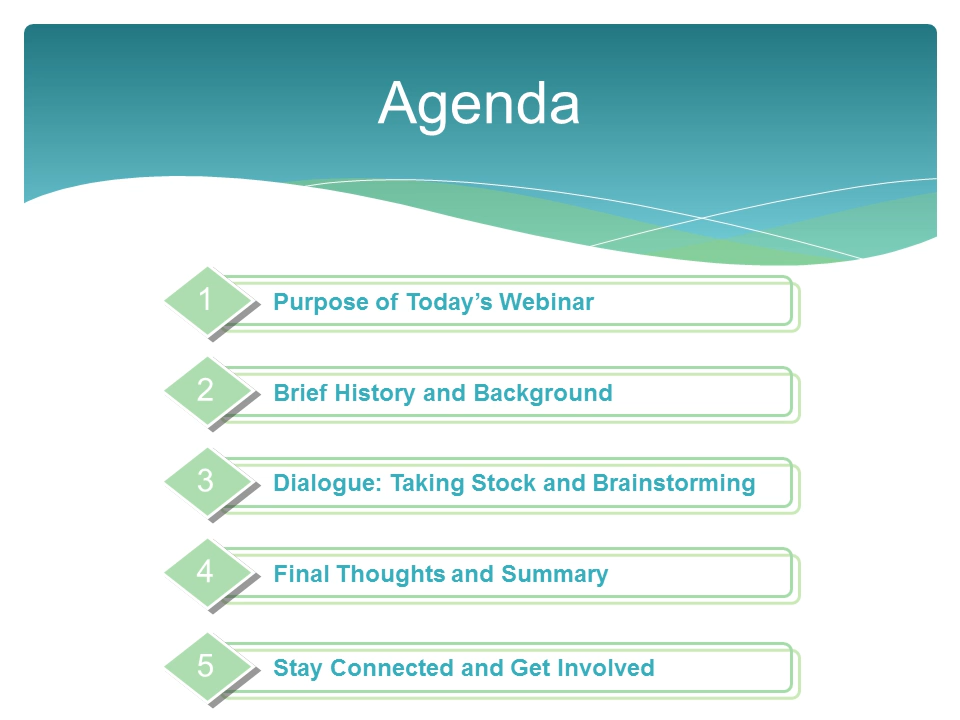 Agenda
1 Purpose of Today’s Webinar
2 Brief History and Background
3 Dialogue: Taking Stock and Brainstorming
4 Final Thoughts and Summary
5 Stay Connected and Get Involved